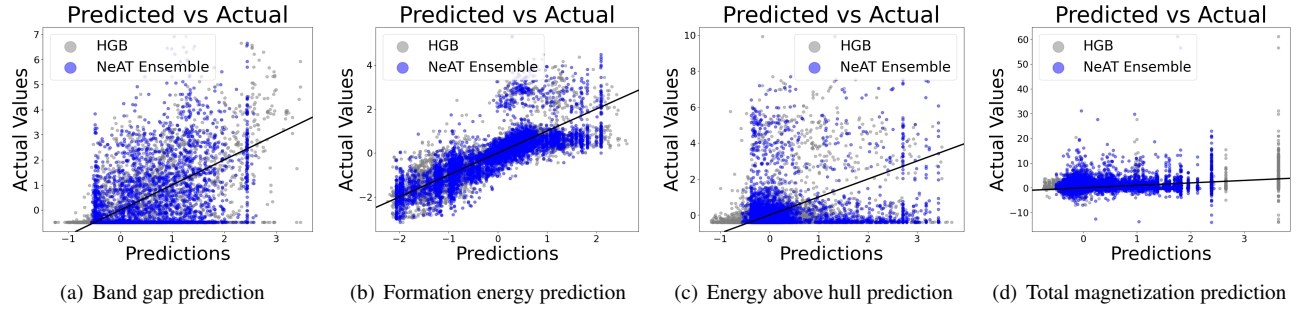 Predicted vs Actual
HGB
NeAT Ensemble
7
6
5
4
3
2
1
0
Actual Values
−1 0 1 2 3
Predictions
(a) Band gap prediction
Predicted vs Actual
HGB
NeAT Ensemble
4
2
0
−2
Actual Values
−2 −1 0 1 2
Predictions
(b) Formation energy prediction
Predicted vs Actual
HGB
NeAT Ensemble
10
8
6
4
2
0
Actual Values
−1 0 1 2 3
Predictions
(c) Energy above hull prediction
Predicted vs Actual
HGB
NeAT Ensemble
60
50
40
30
20
10
0
−10
Actual Values
0 1 2 3
Predictions
(d) Total magnetization prediction